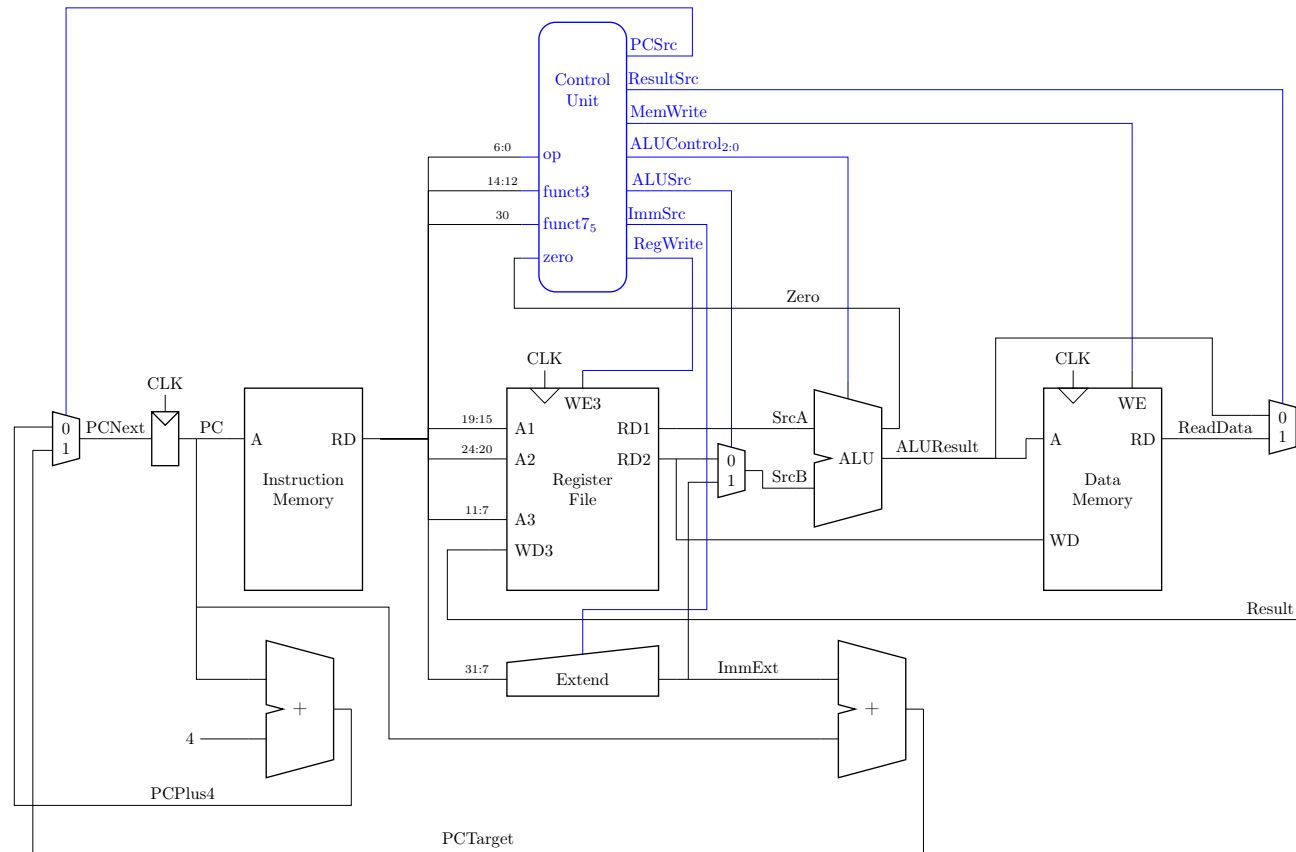 PCSrc
Control
Unit
ResultSrc
MemWrite
6:0
op
ALUControl2:0
14:12
funct3
ALUSrc
30
funct7₅
ImmSrc
zero
RegWrite
Zero
CLK
CLK
CLK
WE3
WE
0
1
PCNext
PC
A
RD
Instruction
Memory
19:15
A1
24:20
A2
11:7
A3
WD3
RD1
RD2
Register
File
SrcA
0
1
SrcB
ALU
ALUResult
A
RD
Data
Memory
WD
ReadData
0
1
Result
31:7
Extend
ImmExt
+
4
+
PCPlus4
PCTarget